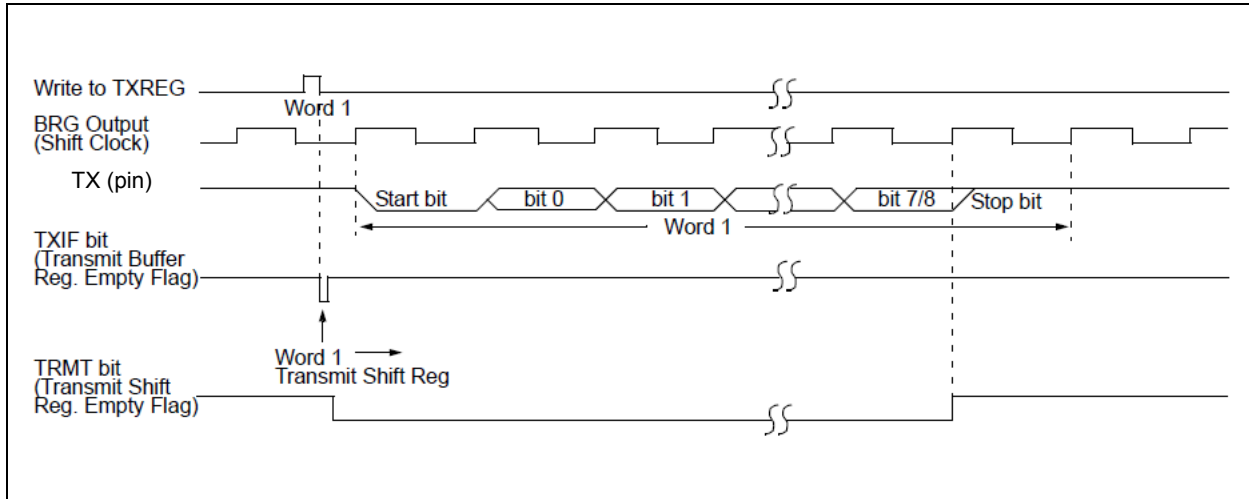 Write to TXREG
Word 1
BRG Output
(Shift Clock)
TX (pin)
Start bit
bit 0
bit 1
bit 7/8
Stop bit
Word 1
TXIF bit
(Transmit Buffer
Reg. Empty Flag)
Word 1
Transmit Shift Reg
TRMT bit
(Transmit Shift
Reg. Empty Flag)